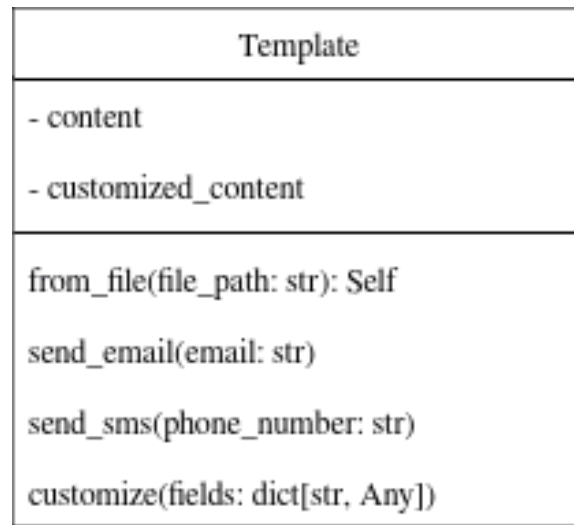 Template
- content
- customized_content
from_file(file_path: str): Self
send_email(email: str)
send_sms(phone_number: str)
customize(fields: dict[str, Any])